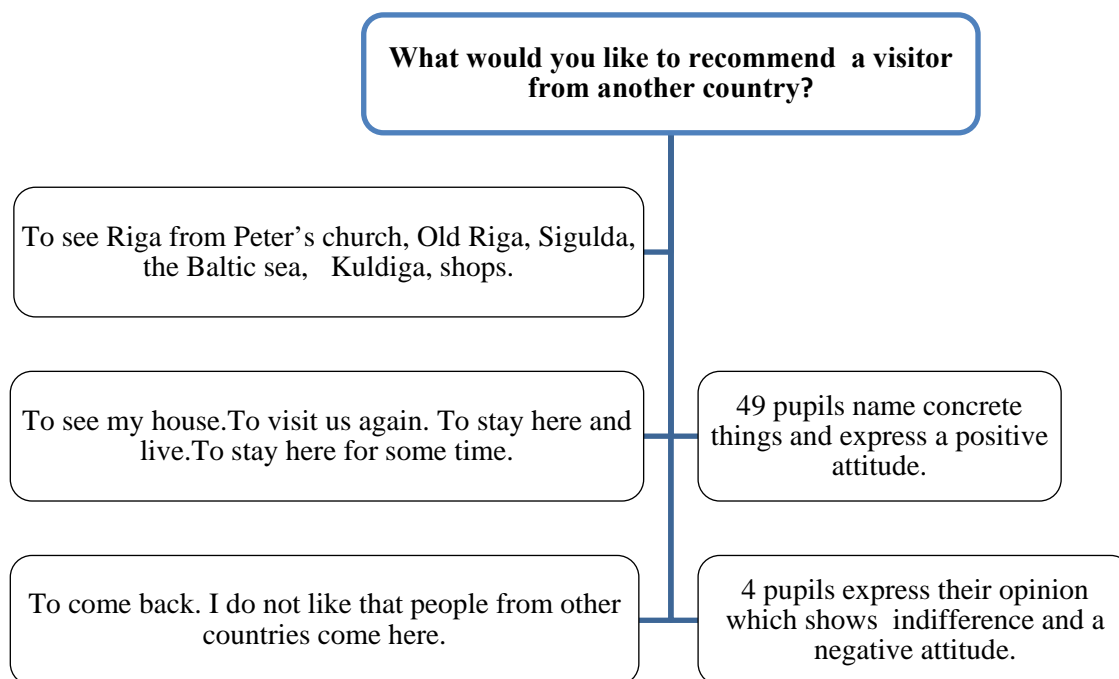 What would you like to recommend  a visitor
from another country?
To see Riga from Peter’s church, Old Riga, Sigulda,
the Baltic sea,   Kuldiga, shops.
To see my house.To visit us again. To stay here and
live.To stay here for some time.
49 pupils name concrete
things and express a positive
attitude.
To come back. I do not like that people from other
countries come here.
4 pupils express their opinion
which shows  indifference and a
negative attitude.